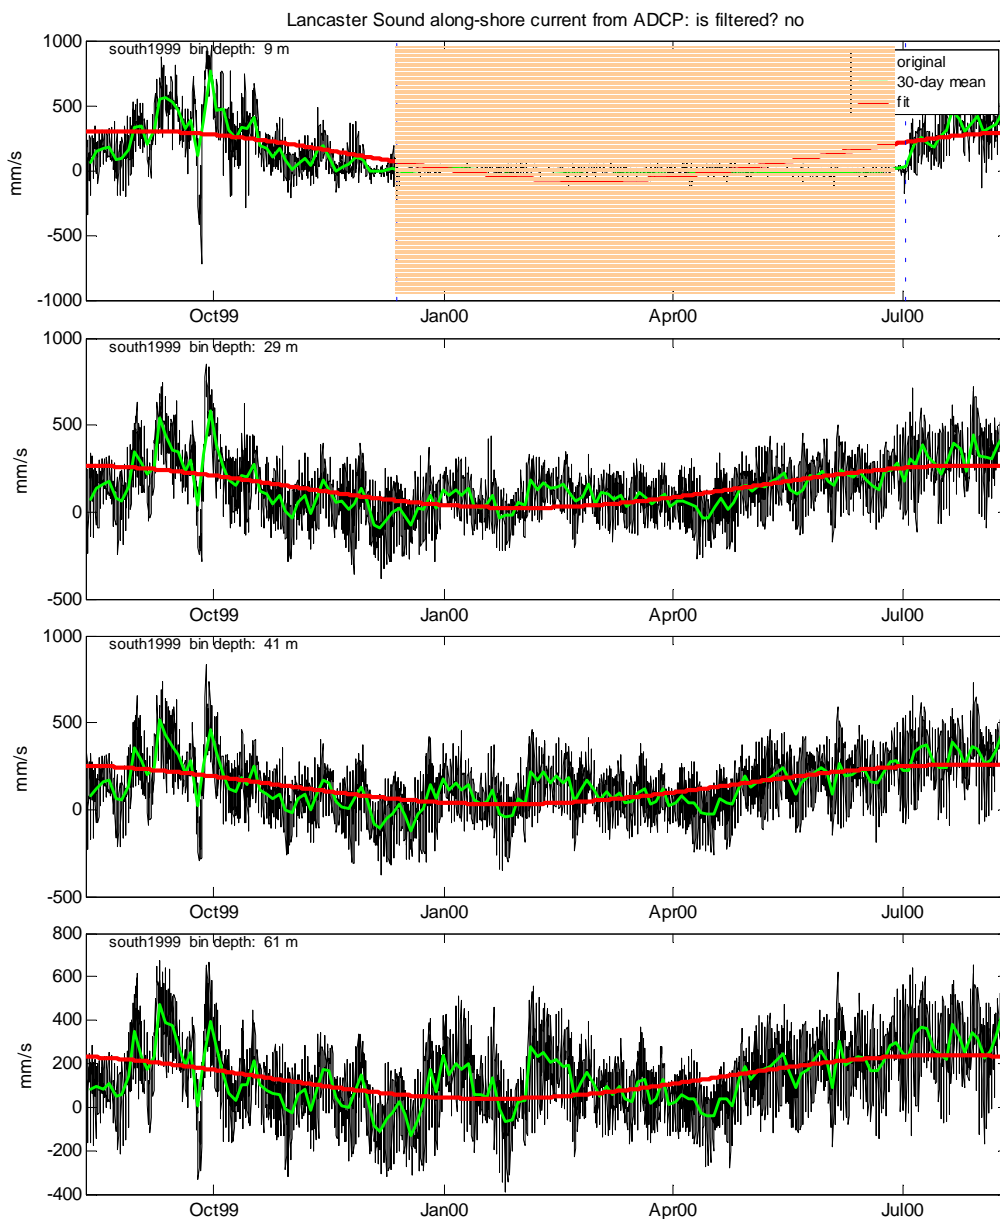 Lancaster Sound along-shore current from ADCP: is filtered? no
1000
500
0
-500
-1000
mm/s
south1999 bin depth: 9 m
original
30-day mean
fit
Oct99
Jan00
Apr00
Jul00
1000
500
0
-500
mm/s
south1999 bin depth: 29 m
Oct99
Jan00
Apr00
Jul00
1000
500
0
-500
mm/s
south1999 bin depth: 41 m
Oct99
Jan00
Apr00
Jul00
800
600
400
200
0
-200
-400
mm/s
south1999 bin depth: 61 m
Oct99
Jan00
Apr00
Jul00